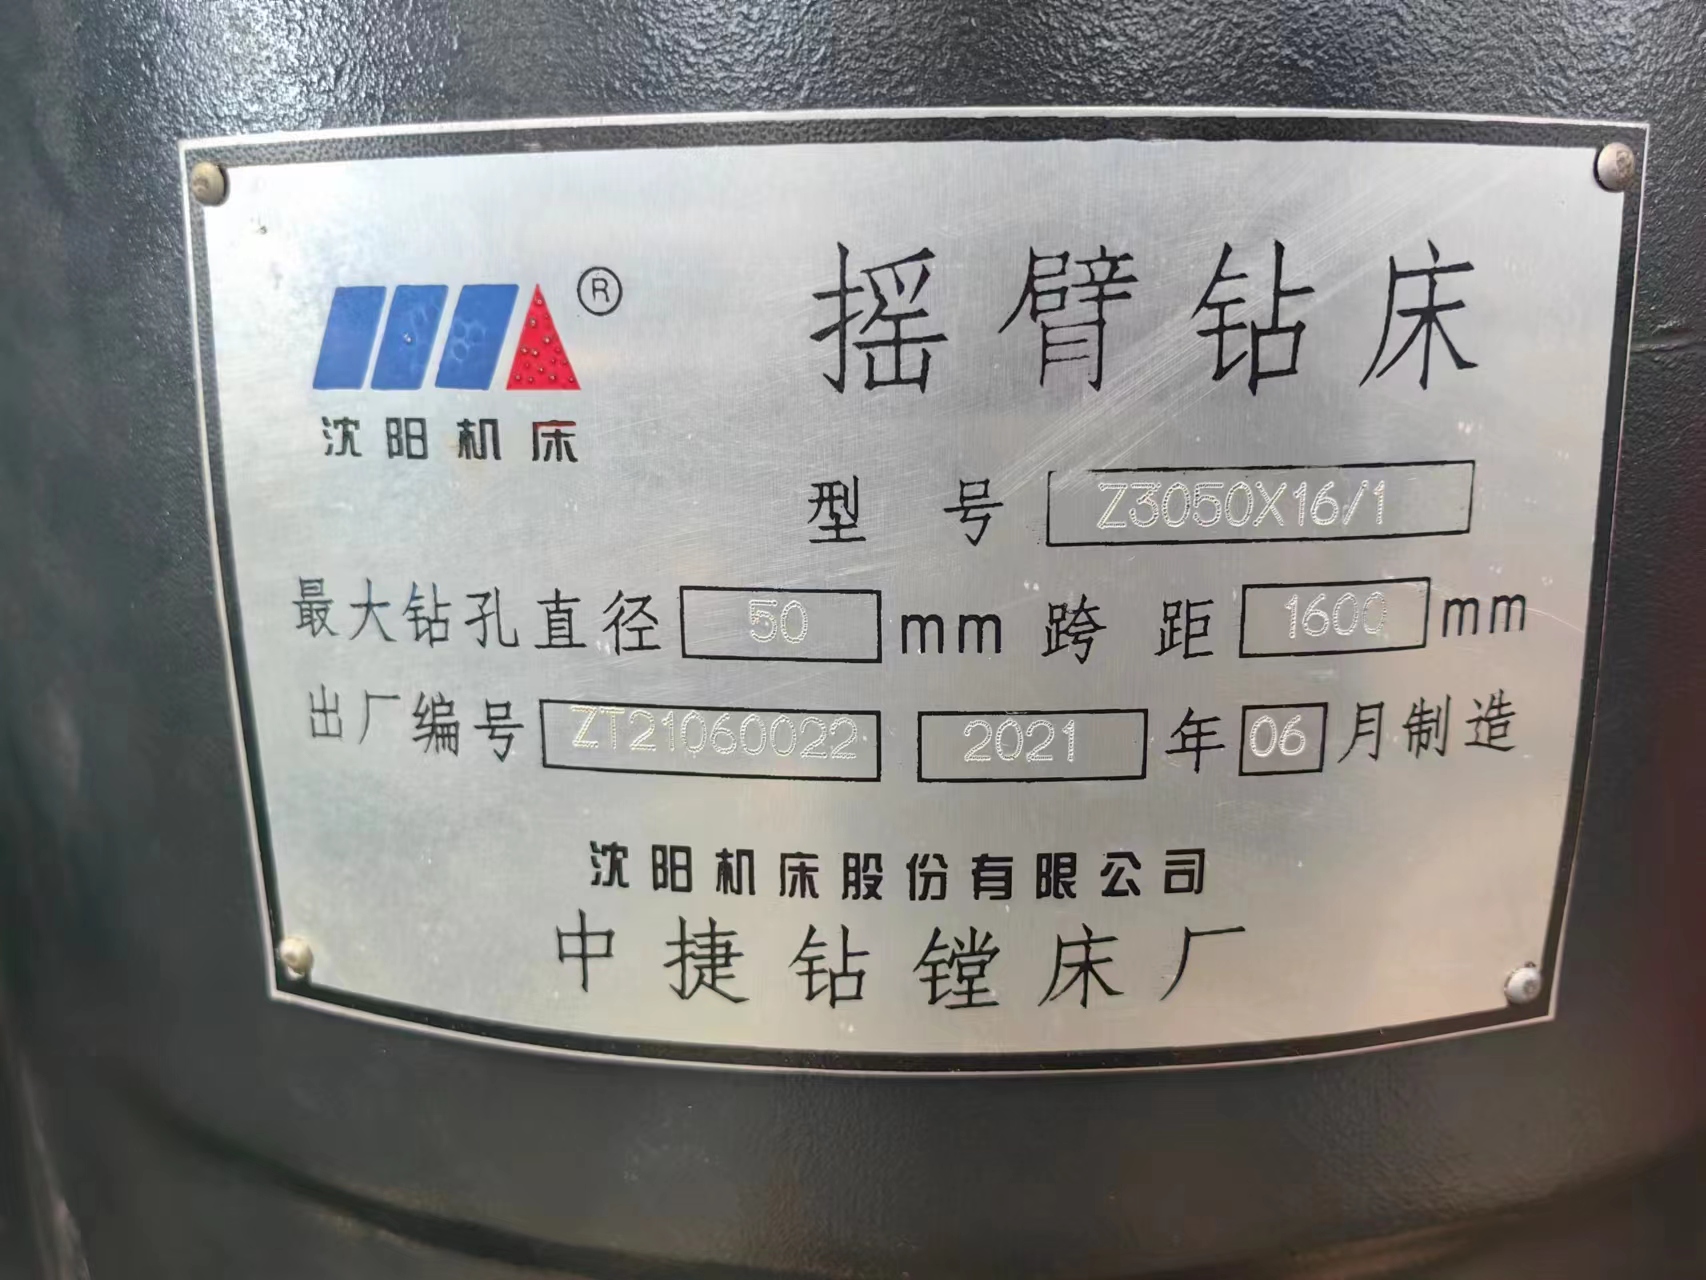 ®
沈阳机床
摇臂钻床
型号 Z3050X16/1
最大钻孔直径 50 mm 跨距 1600 mm
出厂编号 ZT21060022 2021 年 06 月制造
沈阳机床股份有限公司
中捷钻镗床厂